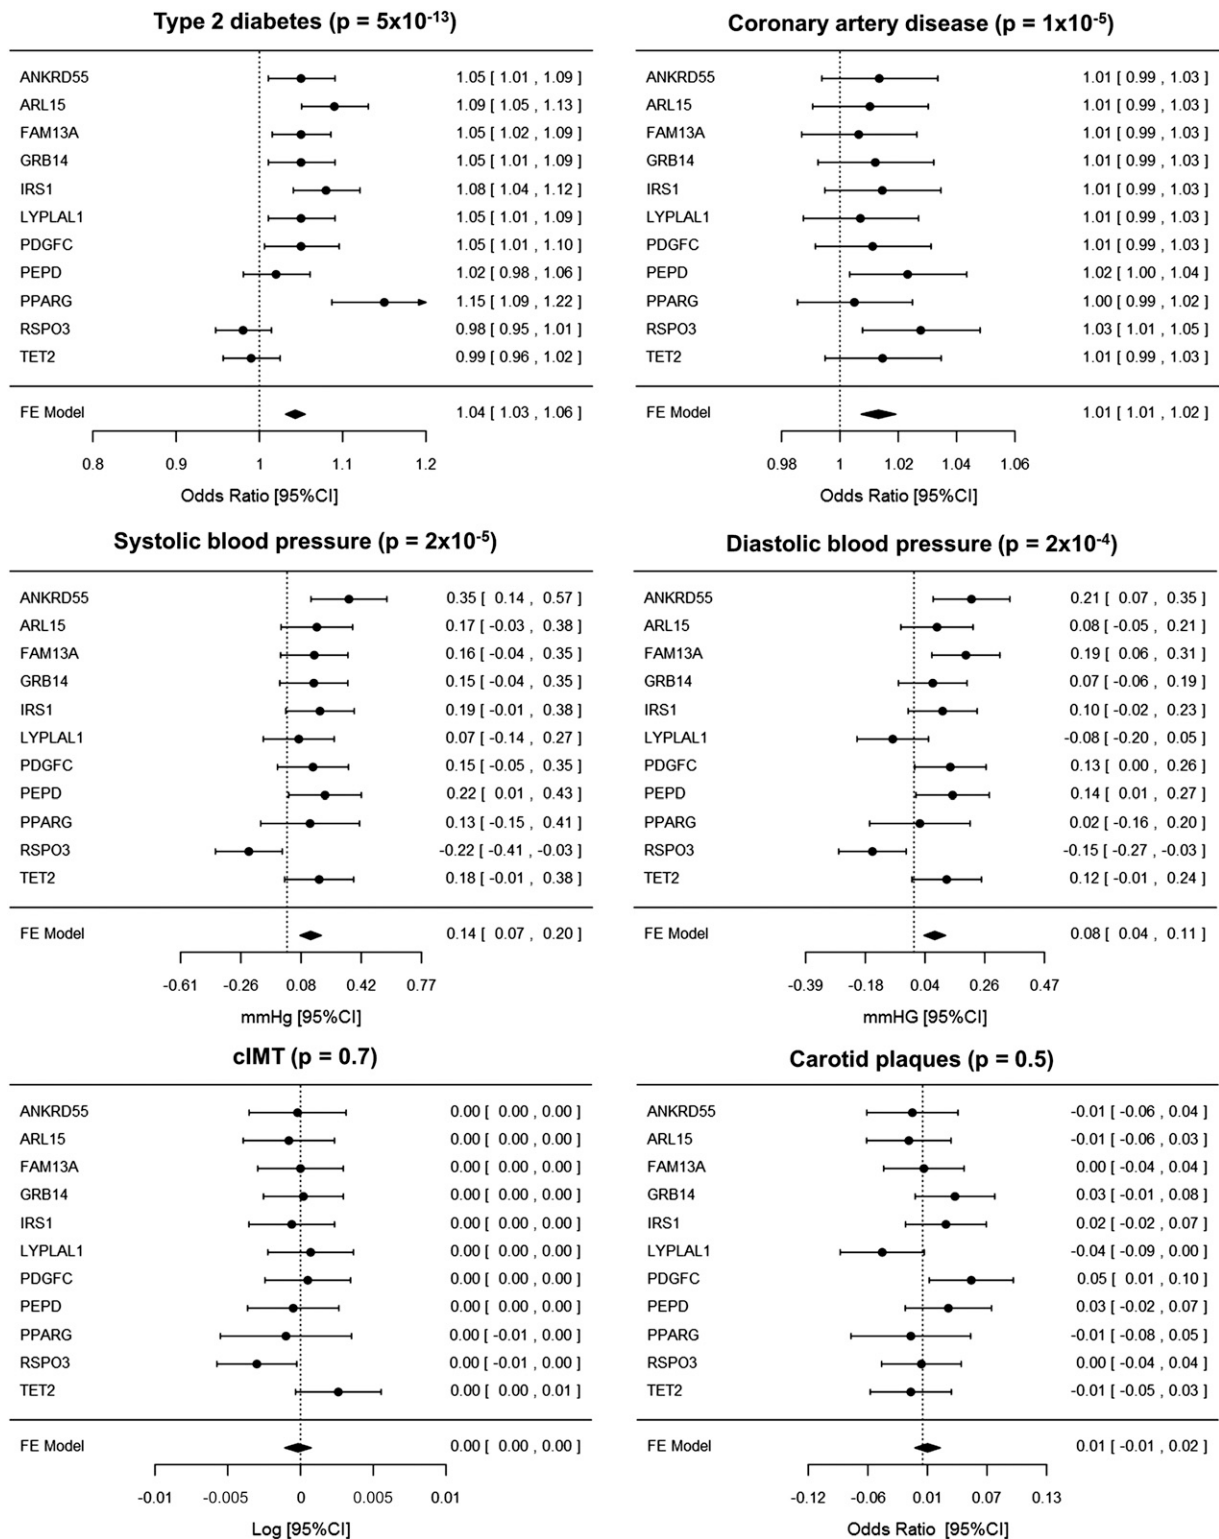 Type 2 diabetes (p = 5x10-13)
ANKRD55 1.05 [ 1.01 , 1.09 ]
ARL15 1.09 [ 1.05 , 1.13 ]
FAM13A 1.05 [ 1.02 , 1.09 ]
GRB14 1.05 [ 1.01 , 1.09 ]
IRS1 1.08 [ 1.04 , 1.12 ]
LYPLAL1 1.05 [ 1.01 , 1.09 ]
PDGFC 1.05 [ 1.01 , 1.10 ]
PEPD 1.02 [ 0.98 , 1.06 ]
PPARG 1.15 [ 1.09 , 1.22 ]
RSPO3 0.98 [ 0.95 , 1.01 ]
TET2 0.99 [ 0.96 , 1.02 ]
FE Model 1.04 [ 1.03 , 1.06 ]
0.8 0.9 1 1.1 1.2
Odds Ratio [95%CI]
Coronary artery disease (p = 1x10-5)
ANKRD55 1.01 [ 0.99 , 1.03 ]
ARL15 1.01 [ 0.99 , 1.03 ]
FAM13A 1.01 [ 0.99 , 1.03 ]
GRB14 1.01 [ 0.99 , 1.03 ]
IRS1 1.01 [ 0.99 , 1.03 ]
LYPLAL1 1.01 [ 0.99 , 1.03 ]
PDGFC 1.01 [ 0.99 , 1.03 ]
PEPD 1.02 [ 1.00 , 1.04 ]
PPARG 1.00 [ 0.99 , 1.02 ]
RSPO3 1.03 [ 1.01 , 1.05 ]
TET2 1.01 [ 0.99 , 1.03 ]
FE Model 1.01 [ 1.01 , 1.02 ]
0.98 1 1.02 1.04 1.06
Odds Ratio [95%CI]
Systolic blood pressure (p = 2x10-5)
ANKRD55 0.35 [ 0.14 , 0.57 ]
ARL15 0.17 [ -0.03 , 0.38 ]
FAM13A 0.16 [ -0.04 , 0.35 ]
GRB14 0.15 [ -0.04 , 0.35 ]
IRS1 0.19 [ -0.01 , 0.38 ]
LYPLAL1 0.07 [ -0.14 , 0.27 ]
PDGFC 0.15 [ -0.05 , 0.35 ]
PEPD 0.22 [ 0.01 , 0.43 ]
PPARG 0.13 [ -0.15 , 0.41 ]
RSPO3 -0.22 [ -0.41 , -0.03 ]
TET2 0.18 [ -0.01 , 0.38 ]
FE Model 0.14 [ 0.07 , 0.20 ]
-0.61 -0.26 0.08 0.42 0.77
mmHg [95%CI]
Diastolic blood pressure (p = 2x10-4)
ANKRD55 0.21 [ 0.07 , 0.35 ]
ARL15 0.08 [ -0.05 , 0.21 ]
FAM13A 0.19 [ 0.06 , 0.31 ]
GRB14 0.07 [ -0.06 , 0.19 ]
IRS1 0.10 [ -0.02 , 0.23 ]
LYPLAL1 -0.08 [ -0.20 , 0.05 ]
PDGFC 0.13 [ 0.00 , 0.26 ]
PEPD 0.14 [ 0.01 , 0.27 ]
PPARG 0.02 [ -0.16 , 0.20 ]
RSPO3 -0.15 [ -0.27 , -0.03 ]
TET2 0.12 [ -0.01 , 0.24 ]
FE Model 0.08 [ 0.04 , 0.11 ]
-0.39 -0.18 0.04 0.26 0.47
mmHG [95%CI]
cIMT (p = 0.7)
ANKRD55 0.00 [ 0.00 , 0.00 ]
ARL15 0.00 [ 0.00 , 0.00 ]
FAM13A 0.00 [ 0.00 , 0.00 ]
GRB14 0.00 [ 0.00 , 0.00 ]
IRS1 0.00 [ 0.00 , 0.00 ]
LYPLAL1 0.00 [ 0.00 , 0.00 ]
PDGFC 0.00 [ 0.00 , 0.00 ]
PEPD 0.00 [ 0.00 , 0.00 ]
PPARG 0.00 [ -0.01 , 0.00 ]
RSPO3 0.00 [ -0.01 , 0.00 ]
TET2 0.00 [ 0.00 , 0.01 ]
FE Model 0.00 [ 0.00 , 0.00 ]
-0.01 -0.005 0 0.005 0.01
Log [95%CI]
Carotid plaques (p = 0.5)
ANKRD55 -0.01 [ -0.06 , 0.04 ]
ARL15 -0.01 [ -0.06 , 0.03 ]
FAM13A 0.00 [ -0.04 , 0.04 ]
GRB14 0.03 [ -0.01 , 0.08 ]
IRS1 0.02 [ -0.02 , 0.07 ]
LYPLAL1 -0.04 [ -0.09 , 0.00 ]
PDGFC 0.05 [ 0.01 , 0.10 ]
PEPD 0.03 [ -0.02 , 0.07 ]
PPARG -0.01 [ -0.08 , 0.05 ]
RSPO3 0.00 [ -0.04 , 0.04 ]
TET2 -0.01 [ -0.05 , 0.03 ]
FE Model 0.01 [ -0.01 , 0.02 ]
-0.12 -0.06 0.01 0.07 0.13
Odds Ratio [95%CI]